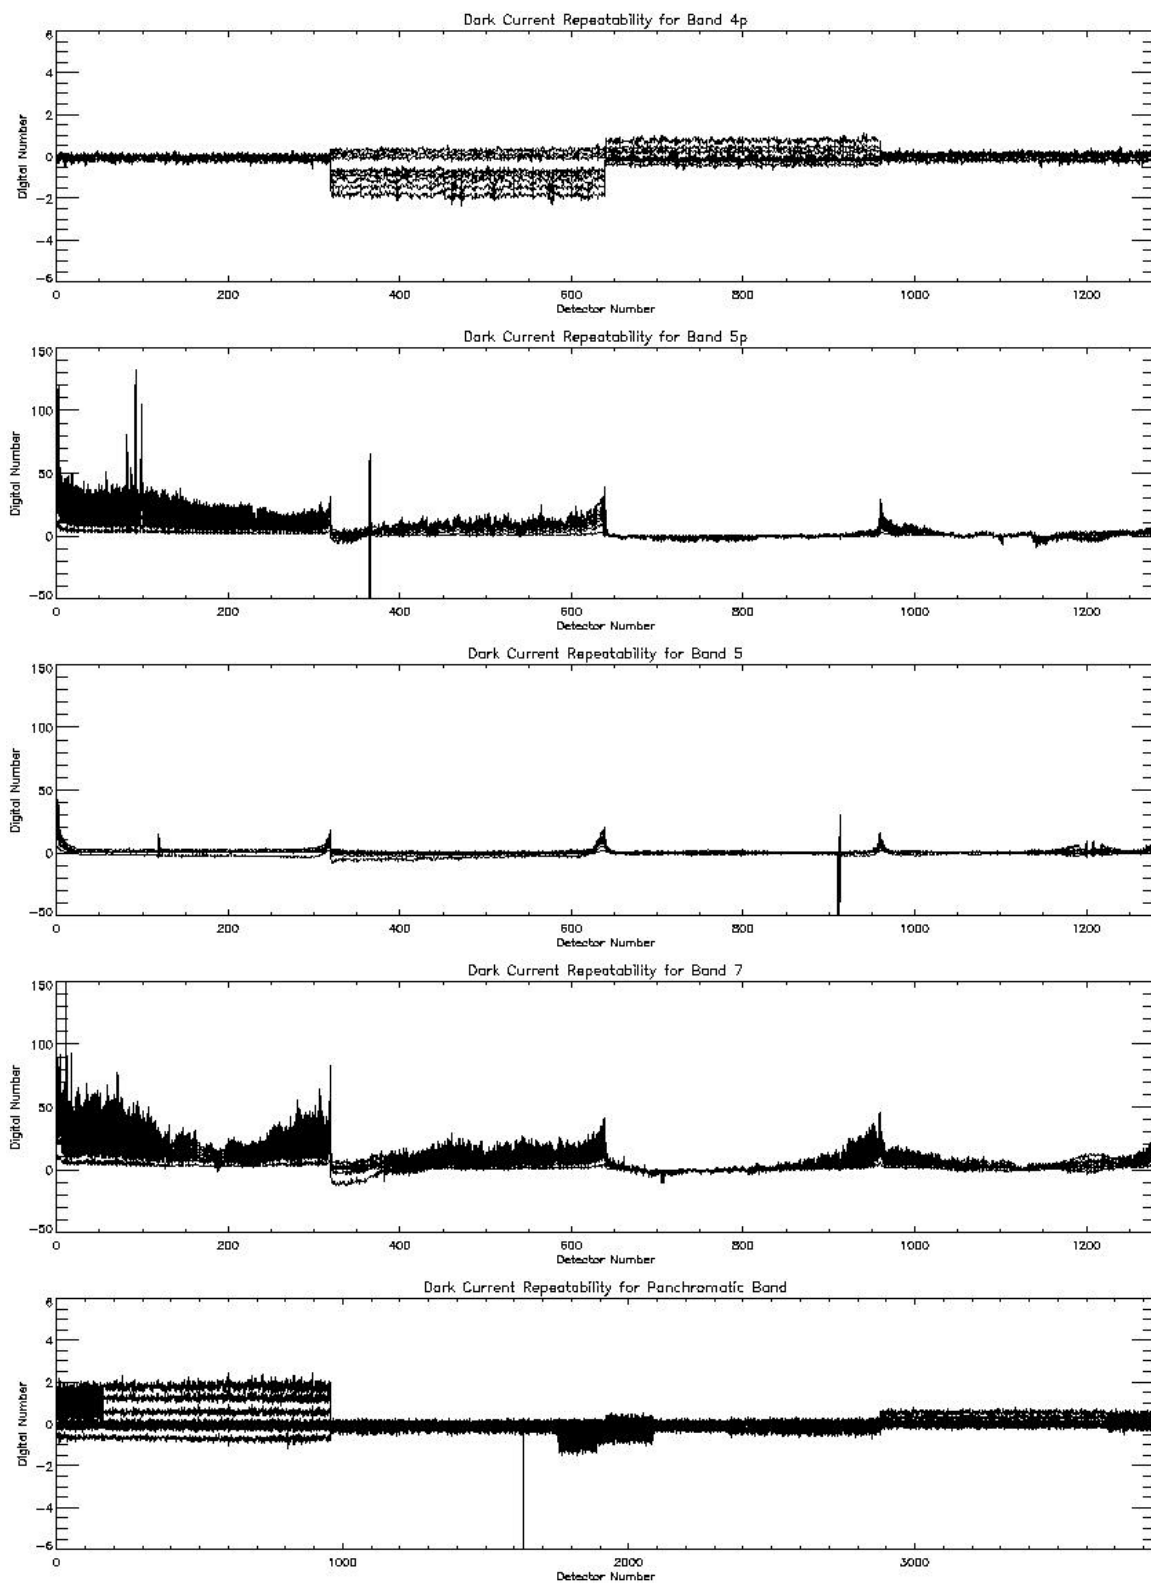 Dark Current Repeatability for Band 4p
6
4
2
0
-2
-4
-6
Digital Number
0 200 400 600 800 1000 1200
Detector Number
Dark Current Repeatability for Band 5p
150
100
50
0
-50
Digital Number
0 200 400 600 800 1000 1200
Detector Number
Dark Current Repeatability for Band 5
150
100
50
0
-50
Digital Number
0 200 400 600 800 1000 1200
Detector Number
Dark Current Repeatability for Band 7
150
100
50
0
-50
Digital Number
0 200 400 600 800 1000 1200
Detector Number
Dark Current Repeatability for Panchromatic Band
6
4
2
0
-2
-4
-6
Digital Number
0 1000 2000 3000
Detector Number